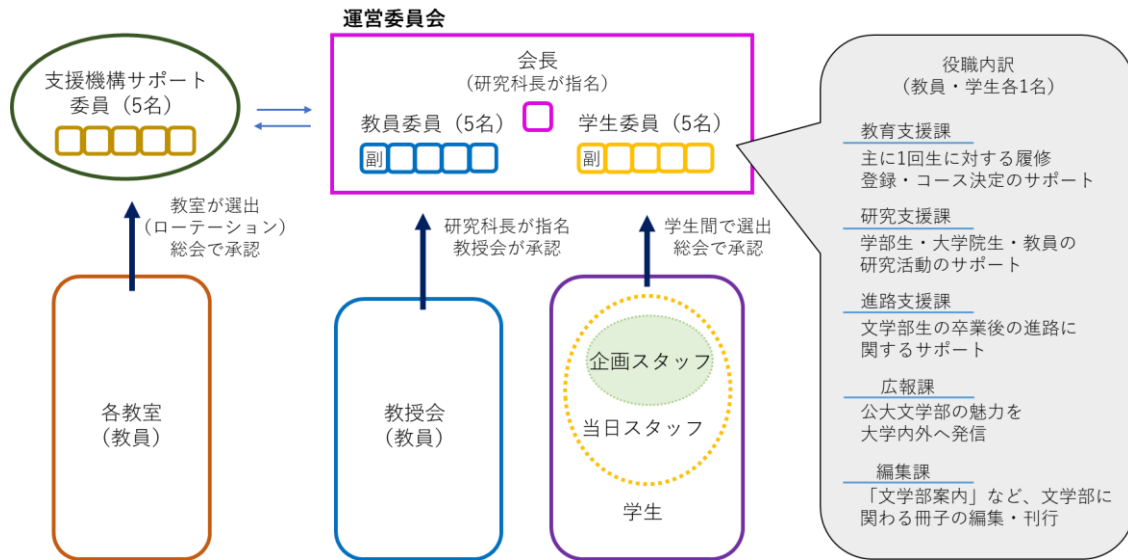 運営委員会
支援機構サポート
委員（5名）
会長
（研究科長が指名）
教員委員（5名）
学生委員（5名）
副
副
教室が選出
（ローテーション）
総会で承認
研究科長が指名
教授会が承認
学生間で選出
総会で承認
各教室
（教員）
教授会
（教員）
企画スタッフ
当日スタッフ
学生
役職内訳
（教員・学生各1名）
教育支援課
主に1回生に対する履修
登録・コース決定のサポート
研究支援課
学部生・大学院生・教員の
研究活動のサポート
進路支援課
文学部生の卒業後の進路に
関するサポート
広報課
公大文学部の魅力を
大学内外へ発信
編集課
「文学部案内」など、文学部に
関わる冊子の編集・刊行